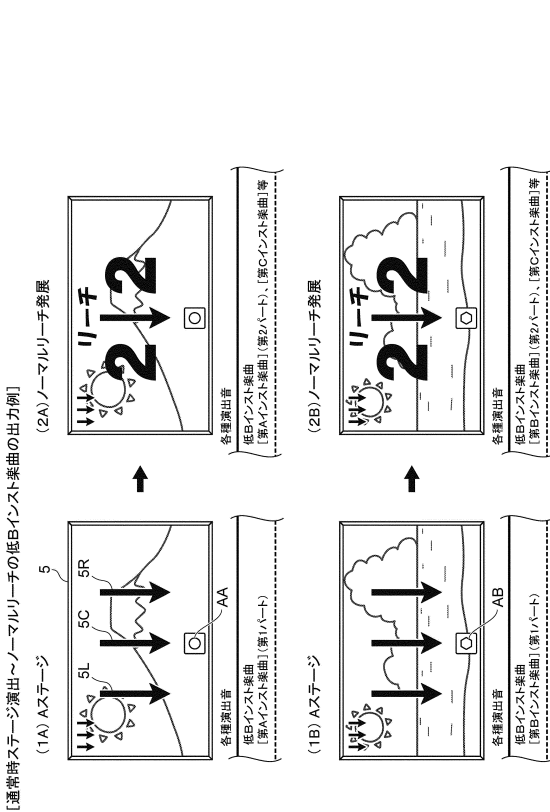 [通常時ステージ演出~ノーマルリーチの低Bインスト楽曲の出力例]
(1A)Aステージ
5
5L
5C
5R
AA
各種演出音
低Bインスト楽曲
[第Aインスト楽曲](第1パート)
(2A)ノーマルリーチ発展
リーチ
2
2
各種演出音
低Bインスト楽曲
[第Aインスト楽曲](第2パート)、[第Cインスト楽曲]等
(1B)Aステージ
AB
各種演出音
低Bインスト楽曲
[第Bインスト楽曲](第1パート)
(2B)ノーマルリーチ発展
リーチ
2
2
各種演出音
低Bインスト楽曲
[第Bインスト楽曲](第2パート)、[第Cインスト楽曲]等